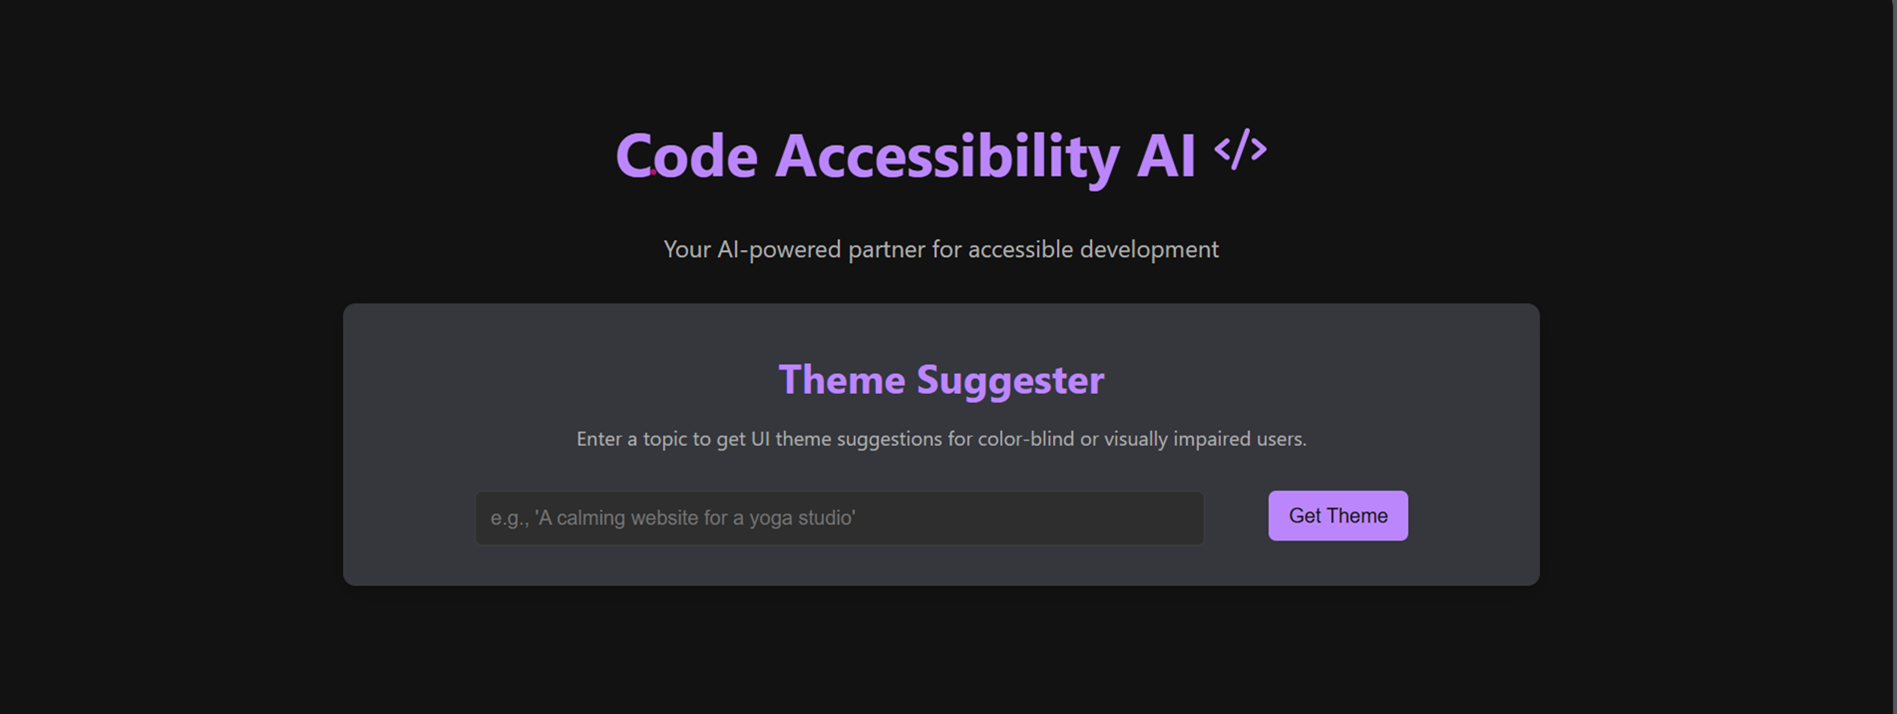 Code Accessibility AI </>
Your AI-powered partner for accessible development
Theme Suggester
Enter a topic to get UI theme suggestions for color-blind or visually impaired users.
e.g., 'A calming website for a yoga studio'
Get Theme